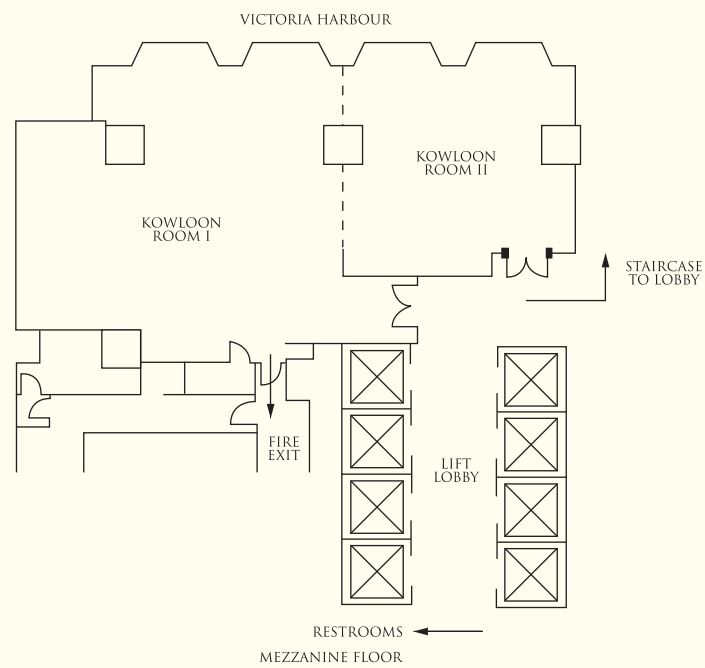 VICTORIA HARBOUR
KOWLOON
ROOM II
KOWLOON
ROOM I
STAIRCASE
TO LOBBY
FIRE
EXIT
LIFT
LOBBY
RESTROOMS
MEZZANINE FLOOR